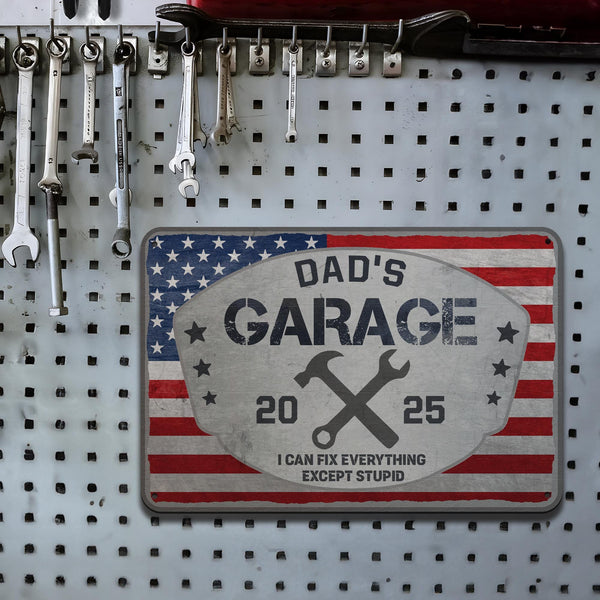 DAD'S
GARAGE
20 25
I CAN FIX EVERYTHING
EXCEPT STUPID